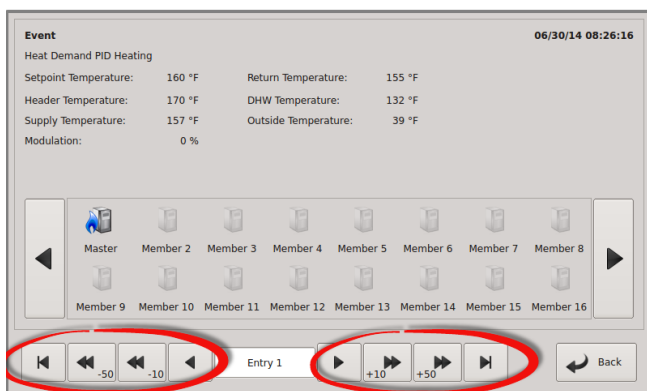 Event 06/30/14 08:26:16
Heat Demand PID Heating
Setpoint Temperature: 160 °F Return Temperature: 155 °F
Header Temperature: 170 °F DHW Temperature: 132 °F
Supply Temperature: 157 °F Outside Temperature: 39 °F
Modulation: 0 %
Master Member 2 Member 3 Member 4 Member 5 Member 6 Member 7 Member 8
Member 9 Member 10 Member 11 Member 12 Member 13 Member 14 Member 15 Member 16
-50 -10 Entry 1 +10 +50 Back